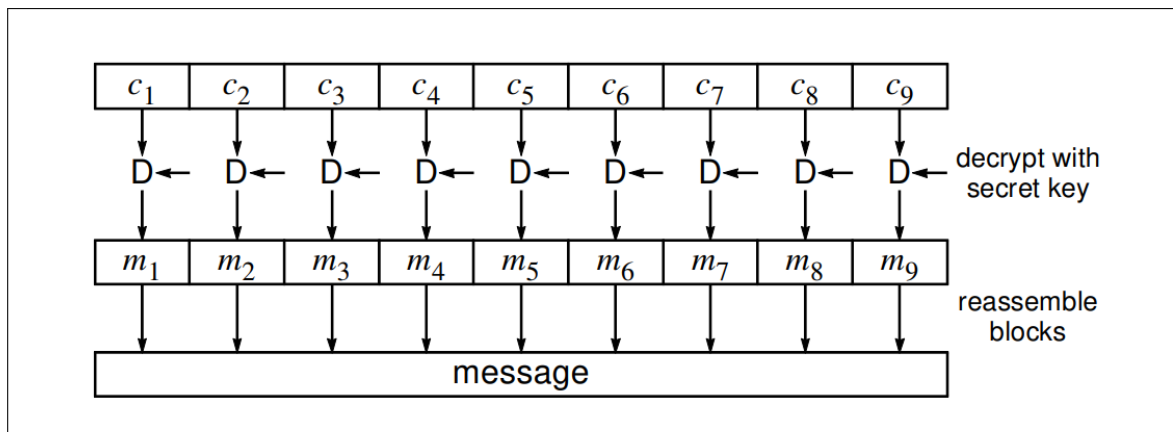 c1 c2 c3 c4 c5 c6 c7 c8 c9
D D D D D D D D D
decrypt with
secret key
m1 m2 m3 m4 m5 m6 m7 m8 m9
reassemble
blocks
message